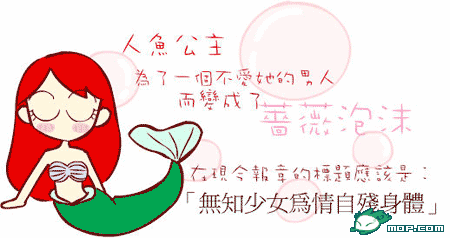 人魚公主
為了一個不愛她的男人
而變成了
薔薇泡沫
在現今報章的標題應該是：
「無知少女為情自殘身體」
MOP.COM